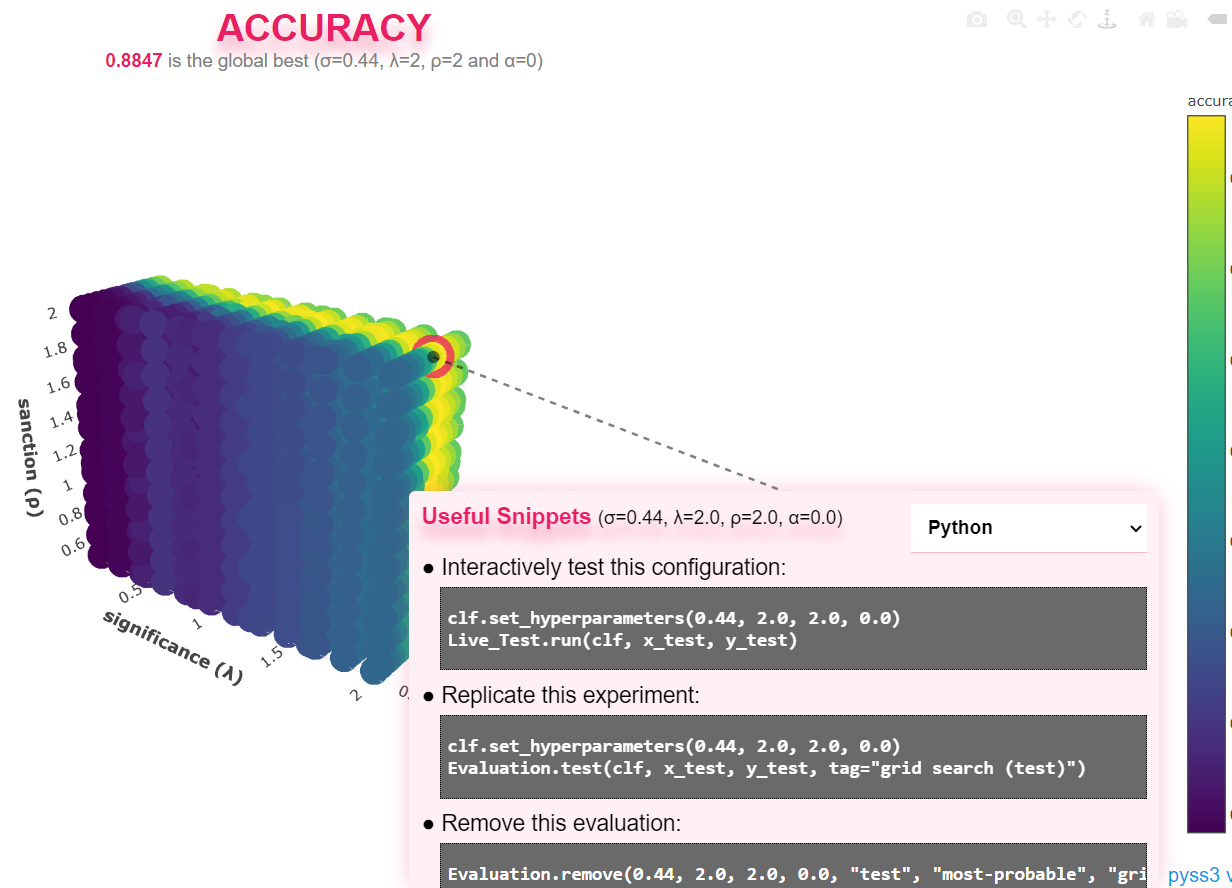 ACCURACY
0.8847 is the global best (σ=0.44, λ=2, ρ=2 and α=0)
z
accura
2
1.8
1.6
1.4
1.2
1
0.8
0.6
sanction (ρ)
0.5
1
1.5
2
significance (λ)
0.
Useful Snippets (σ=0.44, λ=2.0, ρ=2.0, α=0.0)
Python
● Interactively test this configuration:
clf.set_hyperparameters(0.44, 2.0, 2.0, 0.0)
Live_Test.run(clf, x_test, y_test)
● Replicate this experiment:
clf.set_hyperparameters(0.44, 2.0, 2.0, 0.0)
Evaluation.test(clf, x_test, y_test, tag="grid search (test)")
● Remove this evaluation:
Evaluation.remove(0.44, 2.0, 2.0, 0.0, "test", "most-probable", "gri
pyss3 v